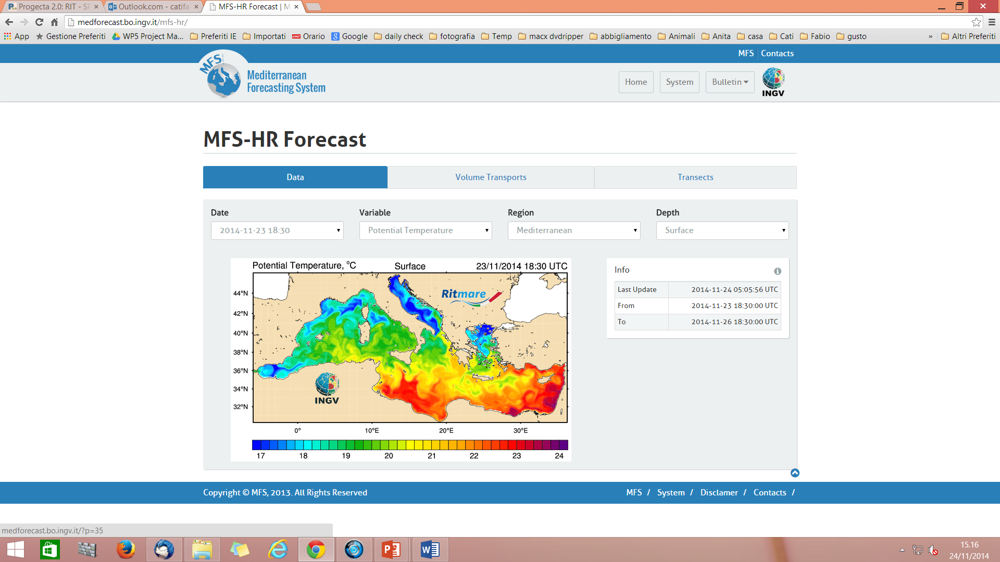 Progecta 2.0: RIT - SP
Outlook.com - catifa
MFS-HR Forecast | M
medforecast.bo.ingv.it/mfs-hr/
App Gestione Preferiti WP5 Project Ma... Preferiti IE Importati Orario Google daily check fotografia Temp macx dvdripper abbigliamento Animali Anita casa Cati Fabio gusto » Altri Preferiti
MFS Contacts
MFS
Mediterranean
Forecasting System
Home System Bulletin
INGV
MFS-HR Forecast
Data Volume Transports Transects
Date Variable Region Depth
2014-11-23 18:30 Potential Temperature Mediterranean Surface
Potential Temperature, °C Surface 23/11/2014 18:30 UTC
Ritmare
44°N
42°N
40°N
38°N
36°N
34°N
32°N
INGV
0° 10°E 20°E 30°E
17 18 19 20 21 22 23 24
Info
Last Update 2014-11-24 05:05:56 UTC
From 2014-11-23 18:30:00 UTC
To 2014-11-26 18:30:00 UTC
Copyright © MFS, 2013. All Rights Reserved
MFS / System / Disclamer / Contacts /
medforecast.bo.ingv.it/?p=35
15.16
24/11/2014